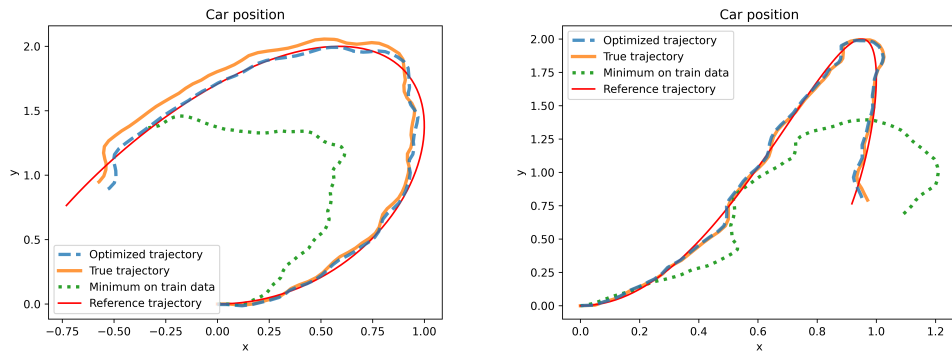 Car position
2.0
1.5
1.0
0.5
0.0
y
−0.75 −0.50 −0.25 0.00 0.25 0.50 0.75 1.00
x
Optimized trajectory
True trajectory
Minimum on train data
Reference trajectory
Car position
2.00
1.75
1.50
1.25
1.00
0.75
0.50
0.25
0.00
y
0.0 0.2 0.4 0.6 0.8 1.0 1.2
x
Optimized trajectory
True trajectory
Minimum on train data
Reference trajectory